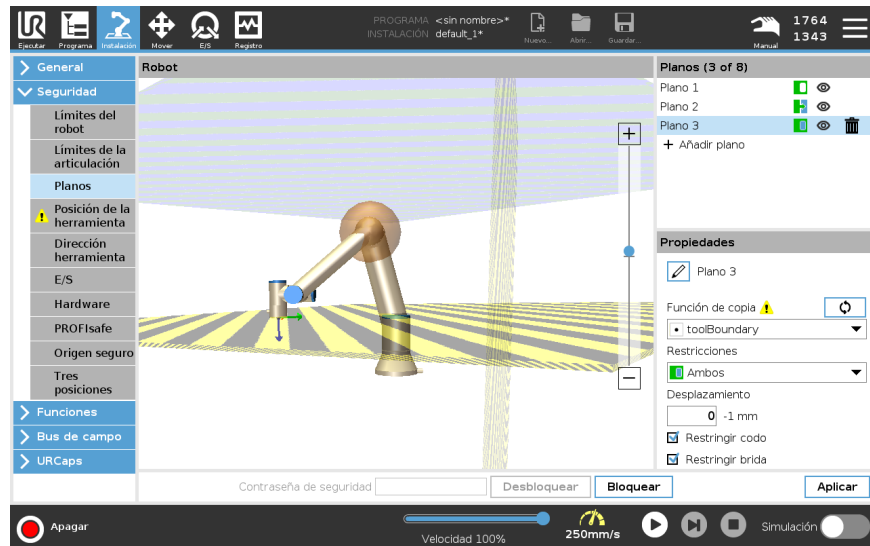 PROGRAMA <sin nombre>*
INSTALACIÓN default_1*
Ejecutar Programa Instalación Mover E/S Registro
Nuevo... Abrir... Guardar...
Manual
1764
1343
General
Seguridad
Límites del
robot
Límites de la
articulación
Planos
Posición de la
herramienta
Dirección
herramienta
E/S
Hardware
PROFIsafe
Origen seguro
Tres
posiciones
Funciones
Bus de campo
URCaps
Robot
Planos (3 of 8)
Plano 1
Plano 2
Plano 3
+ Añadir plano
Propiedades
Plano 3
Función de copia
toolBoundary
Restricciones
Ambos
Desplazamiento
0 -1 mm
Restringir codo
Restringir brida
Contraseña de seguridad
Desbloquear
Bloquear
Aplicar
Apagar
Velocidad 100%
250mm/s
Simulación